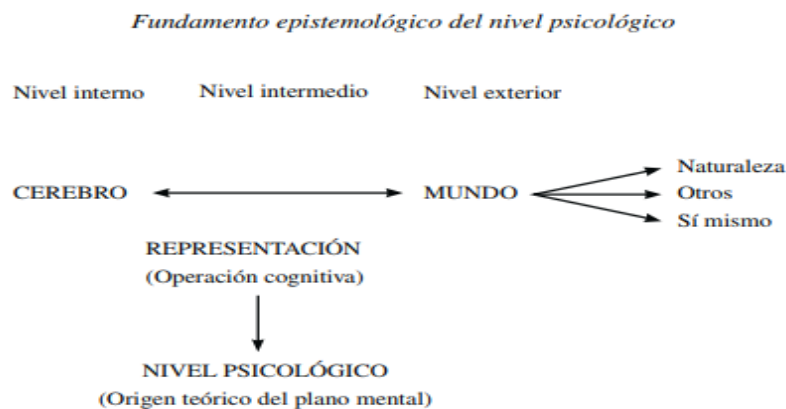 Fundamento epistemológico del nivel psicológico
Nivel interno Nivel intermedio Nivel exterior
Naturaleza
CEREBRO MUNDO Otros
Sí mismo
REPRESENTACIÓN
(Operación cognitiva)
NIVEL PSICOLÓGICO
(Origen teórico del plano mental)